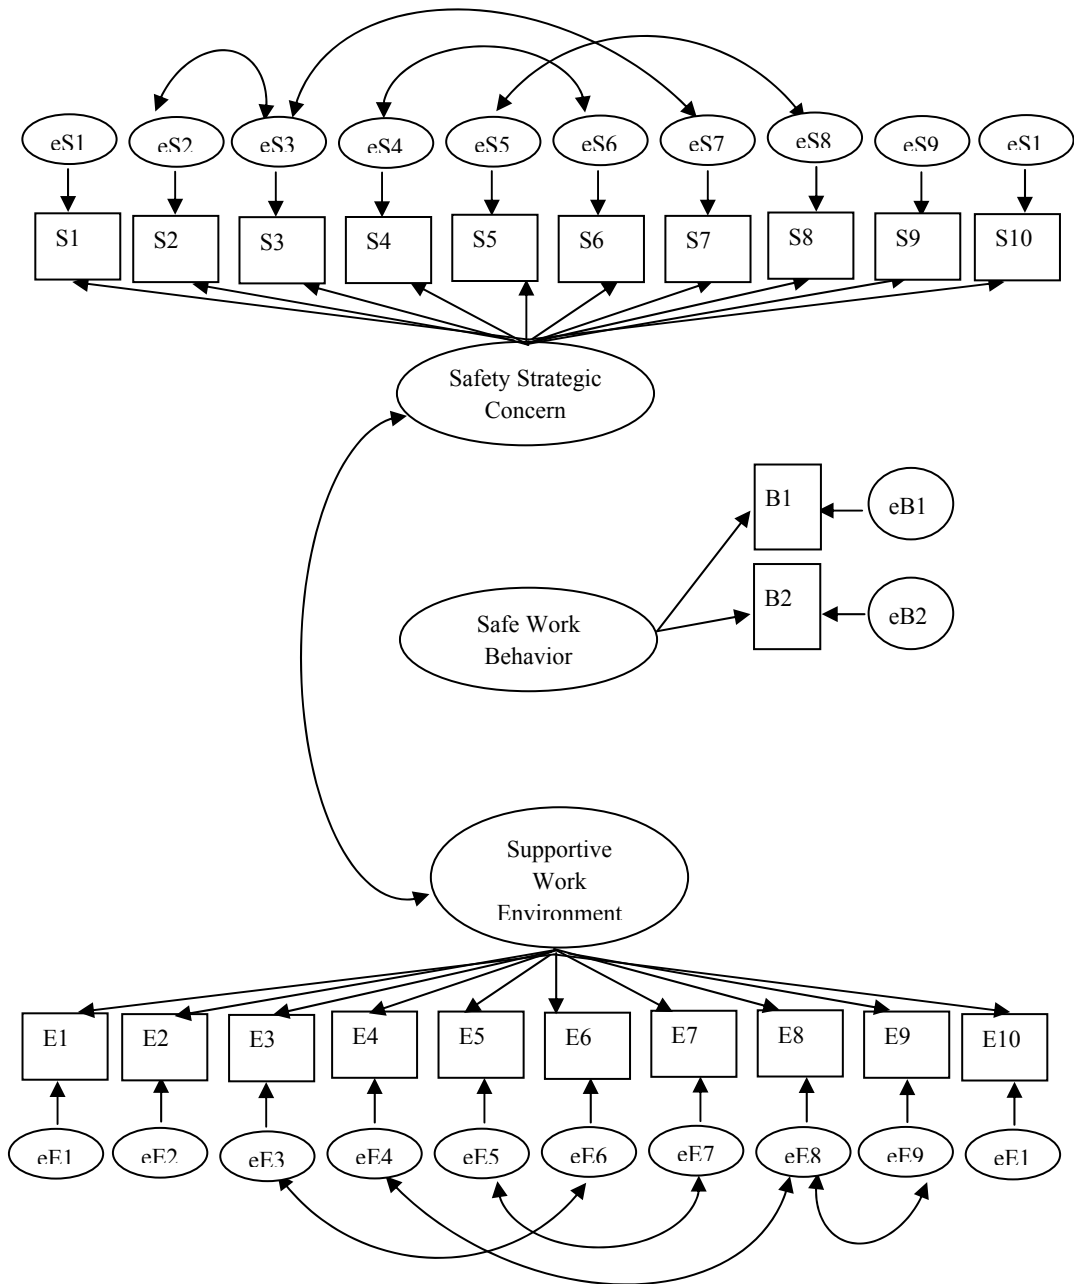 eS1 eS2 eS3 eS4 eS5 eS6 eS7 eS8 eS9 eS1
S1 S2 S3 S4 S5 S6 S7 S8 S9 S10
Safety Strategic
Concern
B1 eB1
B2 eB2
Safe Work
Behavior
Supportive
Work
Environment
E1 E2 E3 E4 E5 E6 E7 E8 E9 E10
eE1 eE2 eE3 eE4 eE5 eE6 eE7 eE8 eE9 eE1